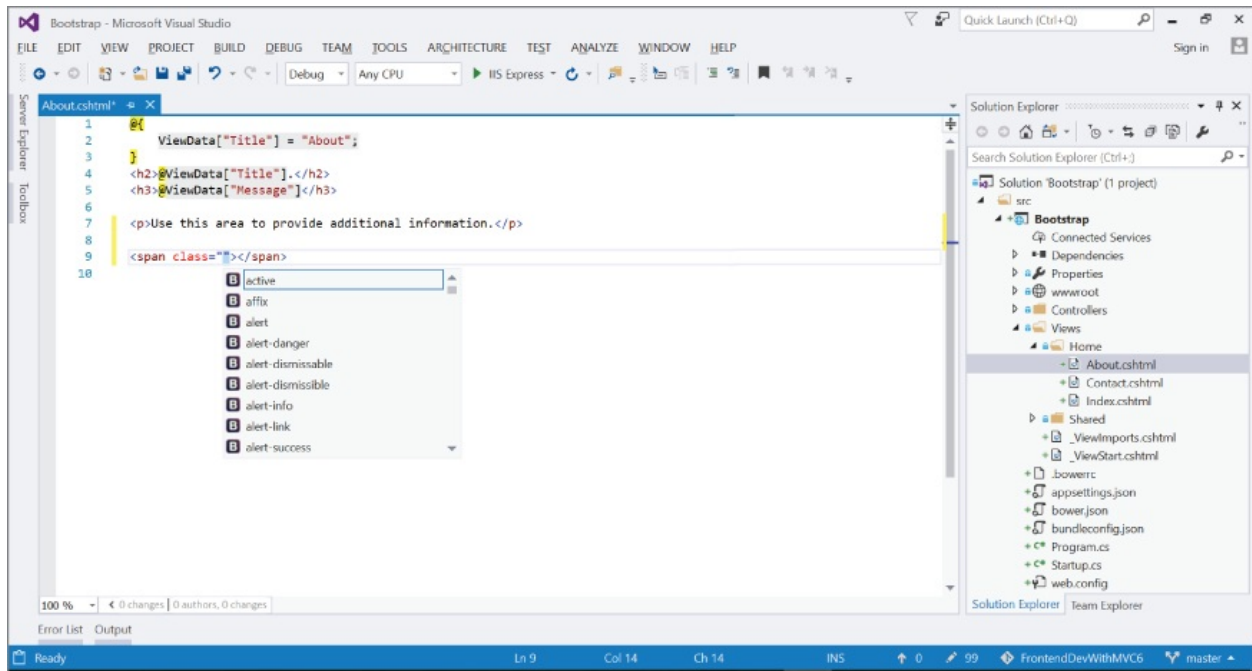 Bootstrap - Microsoft Visual Studio
Quick Launch (Ctrl+Q)
FILE EDIT VIEW PROJECT BUILD DEBUG TEAM TOOLS ARCHITECTURE TEST ANALYZE WINDOW HELP
Sign in
Debug Any CPU IIS Express
Server Explorer
Toolbox
About.cshtml*
1 @{
2 ViewData["Title"] = "About";
3 }
4 <h2>@ViewData["Title"].</h2>
5 <h3>@ViewData["Message"]</h3>
6
7 <p>Use this area to provide additional information.</p>
8
9 <span class=""></span>
10
active
affix
alert
alert-danger
alert-dismissable
alert-dismissible
alert-info
alert-link
alert-success
100 % 0 changes | 0 authors, 0 changes
Solution Explorer
Search Solution Explorer (Ctrl+;)
Solution 'Bootstrap' (1 project)
src
Bootstrap
Connected Services
Dependencies
Properties
wwwroot
Controllers
Views
Home
About.cshtml
Contact.cshtml
Index.cshtml
Shared
_ViewImports.cshtml
_ViewStart.cshtml
.bowerrc
appsettings.json
bower.json
bundleconfig.json
C# Program.cs
C# Startup.cs
web.config
Solution Explorer Team Explorer
Error List Output
Ready Ln 9 Col 14 Ch 14 INS 0 99 FrontendDevWithMVC6 master